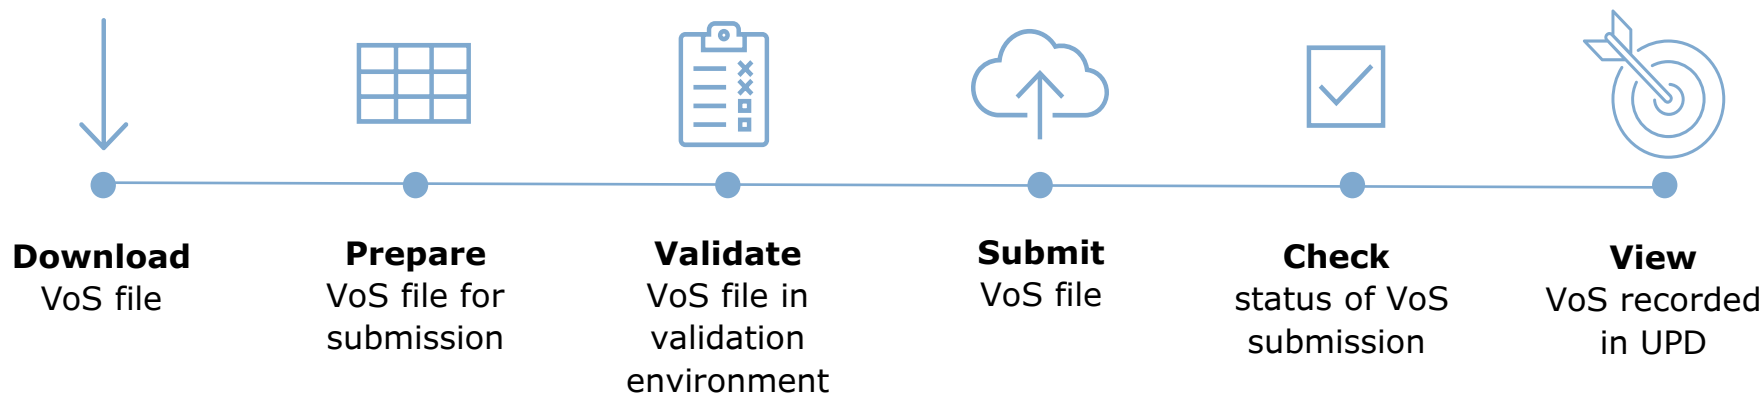 Download
VoS file
Prepare
VoS file for
submission
Validate
VoS file in
validation
environment
Submit
VoS file
Check
status of VoS
submission
View
VoS recorded
in UPD